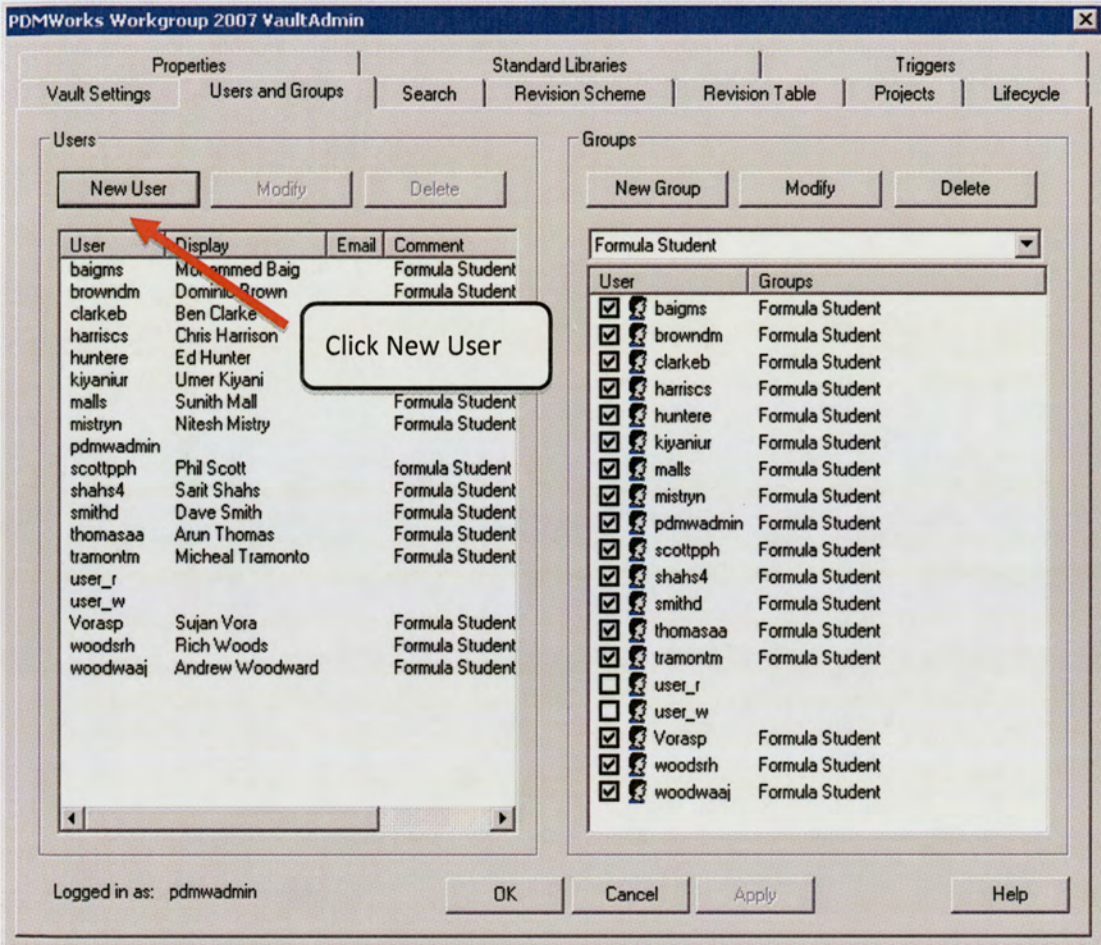 PDMWorks Workgroup 2007 VaultAdmin
Properties Standard Libraries Triggers
Vault Settings Users and Groups Search Revision Scheme Revision Table Projects Lifecycle
Users
New User Modify Delete
User Display Email Comment
baigms Mohammed Baig Formula Student
browndm Dominic Brown Formula Student
clarkeb Ben Clarke
harriscs Chris Harrison
huntere Ed Hunter
kiyaniur Umer Kiyani
malls Sunith Mall Formula Student
mistryn Nitesh Mistry Formula Student
pdmwadmin
scottpph Phil Scott formula Student
shahs4 Sarit Shahs Formula Student
smithd Dave Smith Formula Student
thomasaa Arun Thomas Formula Student
tramontm Micheal Tramonto Formula Student
user_r
user_w
Vorasp Sujan Vora Formula Student
woodsrh Rich Woods Formula Student
woodwaaj Andrew Woodward Formula Student
Click New User
Groups
New Group Modify Delete
Formula Student
User Groups
baigms Formula Student
browndm Formula Student
clarkeb Formula Student
harriscs Formula Student
huntere Formula Student
kiyaniur Formula Student
malls Formula Student
mistryn Formula Student
pdmwadmin Formula Student
scottpph Formula Student
shahs4 Formula Student
smithd Formula Student
thomasaa Formula Student
tramontm Formula Student
user_r
user_w
Vorasp Formula Student
woodsrh Formula Student
woodwaaj Formula Student
Logged in as: pdmwadmin OK Cancel Apply Help